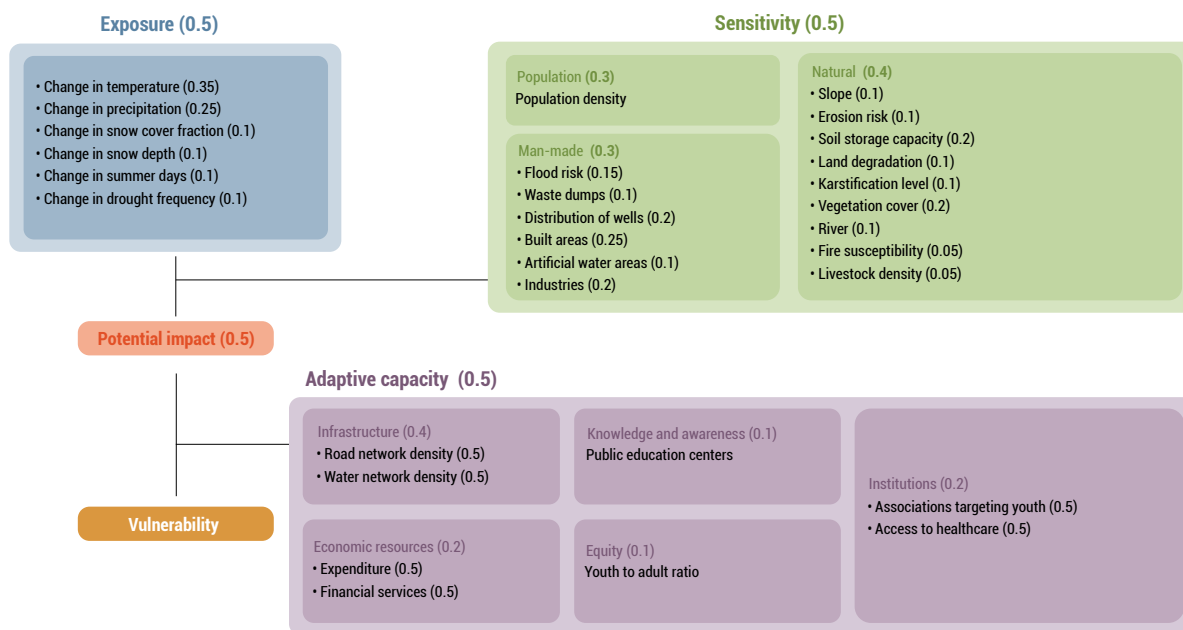 Exposure (0.5)
• Change in temperature (0.35)
• Change in precipitation (0.25)
• Change in snow cover fraction (0.1)
• Change in snow depth (0.1)
• Change in summer days (0.1)
• Change in drought frequency (0.1)
Sensitivity (0.5)
Population (0.3)
Population density
Man-made (0.3)
• Flood risk (0.15)
• Waste dumps (0.1)
• Distribution of wells (0.2)
• Built areas (0.25)
• Artificial water areas (0.1)
• Industries (0.2)
Natural (0.4)
• Slope (0.1)
• Erosion risk (0.1)
• Soil storage capacity (0.2)
• Land degradation (0.1)
• Karstification level (0.1)
• Vegetation cover (0.2)
• River (0.1)
• Fire susceptibility (0.05)
• Livestock density (0.05)
Potential impact (0.5)
Adaptive capacity (0.5)
Infrastructure (0.4)
• Road network density (0.5)
• Water network density (0.5)
Knowledge and awareness (0.1)
Public education centers
Institutions (0.2)
• Associations targeting youth (0.5)
• Access to healthcare (0.5)
Vulnerability
Economic resources (0.2)
• Expenditure (0.5)
• Financial services (0.5)
Equity (0.1)
Youth to adult ratio